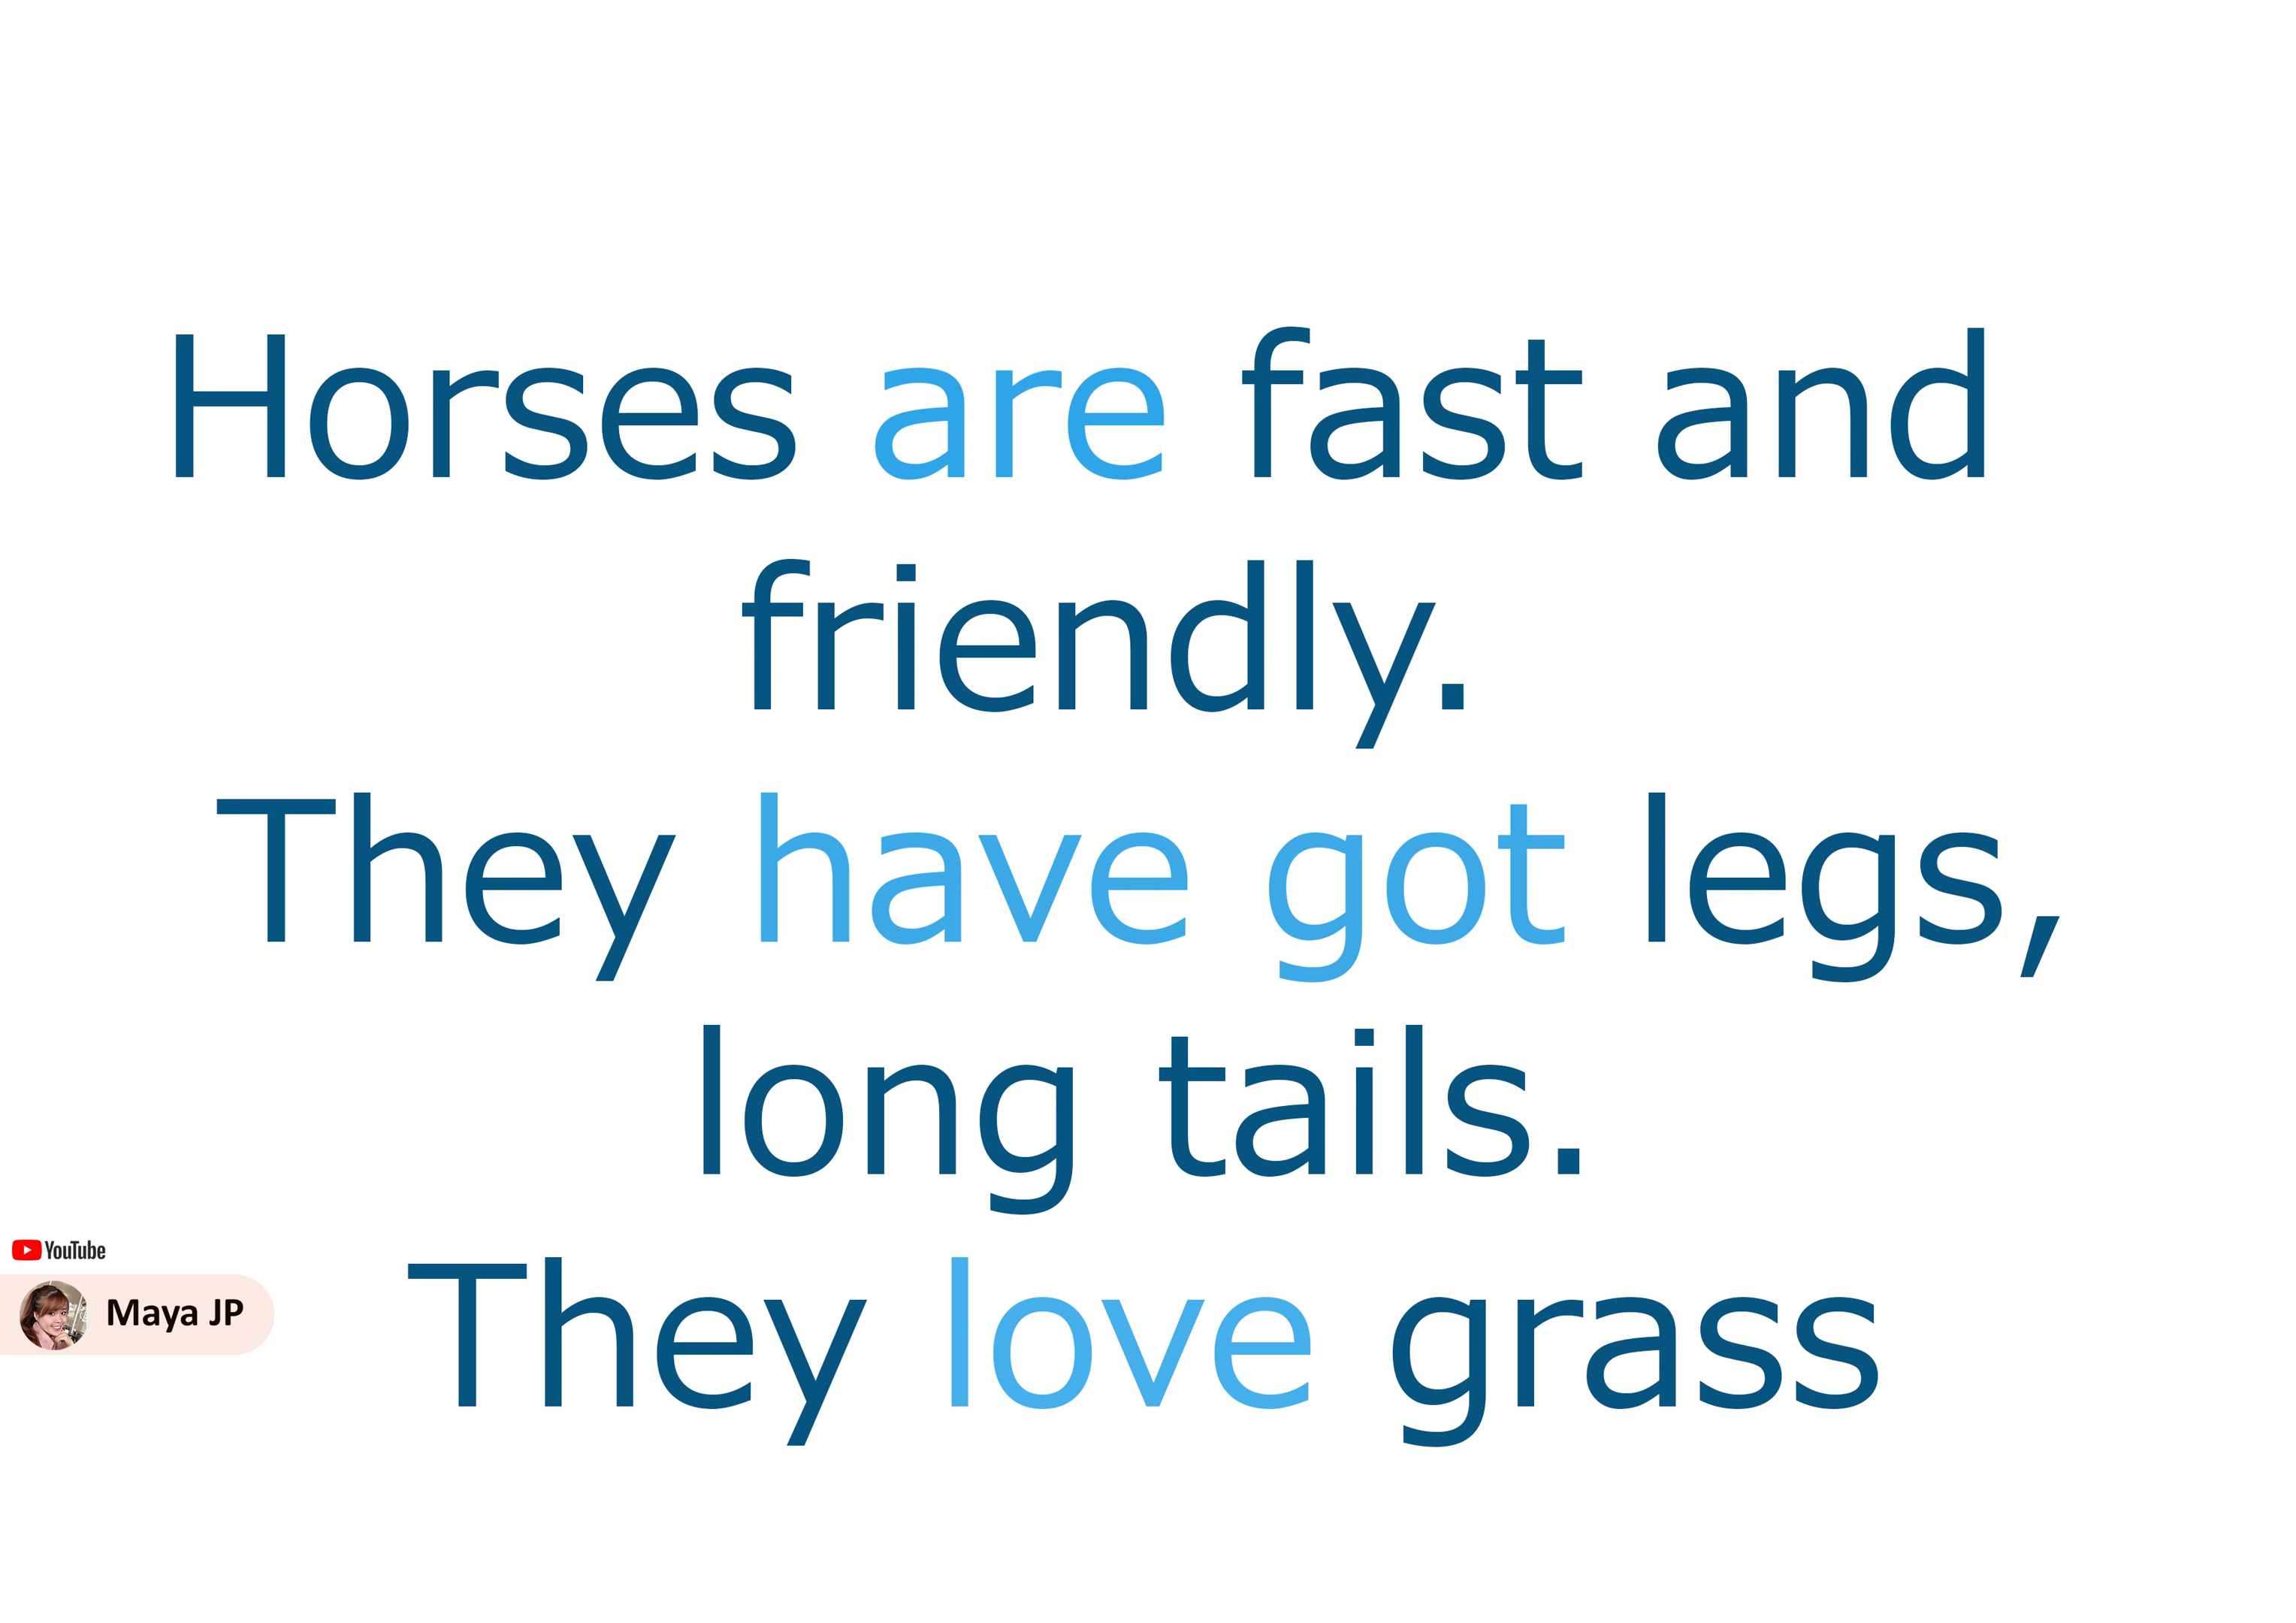 Horses are fast and
friendly.
They have got legs,
long tails.
They love grass
YouTube
Maya JP